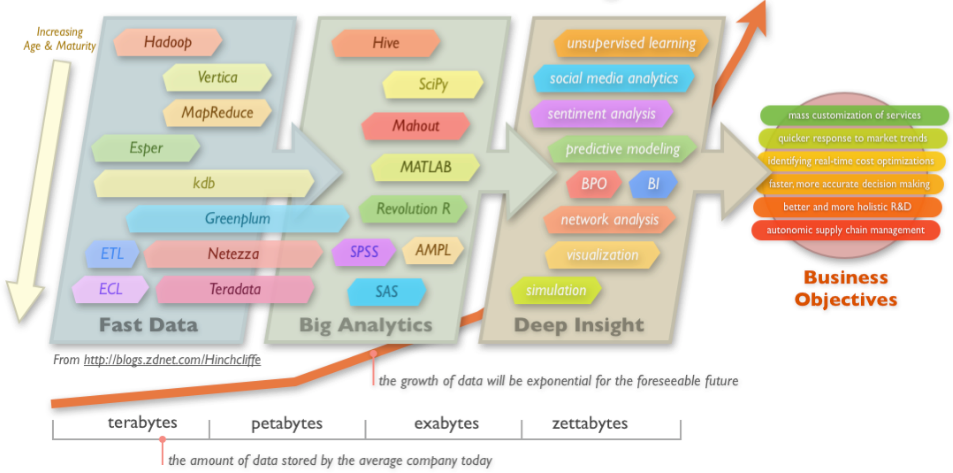 Increasing
Age & Maturity
Hadoop
Vertica
MapReduce
Esper
kdb
Greenplum
ETL
Netezza
ECL
Teradata
Fast Data
Hive
SciPy
Mahout
MATLAB
Revolution R
SPSS
AMPL
SAS
Big Analytics
unsupervised learning
social media analytics
sentiment analysis
predictive modeling
BPO
BI
network analysis
visualization
simulation
Deep Insight
mass customization of services
quicker response to market trends
identifying real-time cost optimizations
faster, more accurate decision making
better and more holistic R&D
autonomic supply chain management
Business
Objectives
From http://blogs.zdnet.com/Hinchcliffe
the growth of data will be exponential for the foreseeable future
terabytes
petabytes
exabytes
zettabytes
the amount of data stored by the average company today